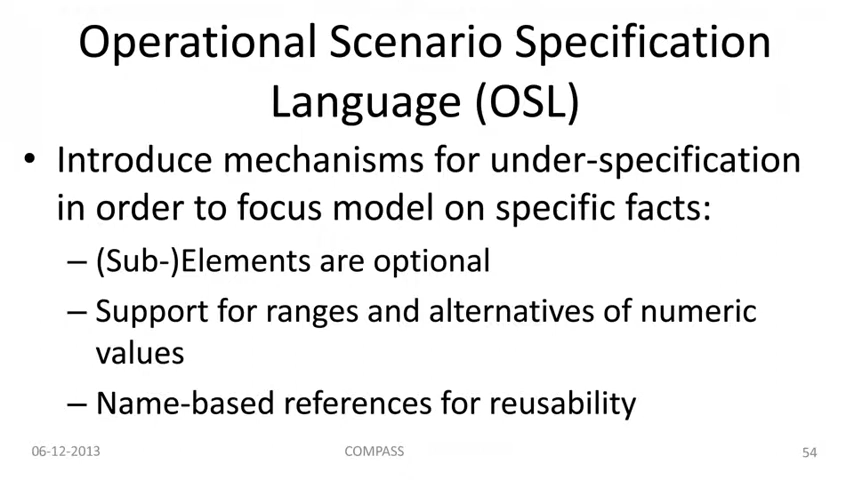 Operational Scenario Specification
Language (OSL)
• Introduce mechanisms for under-specification
in order to focus model on specific facts:
– (Sub-)Elements are optional
– Support for ranges and alternatives of numeric
values
– Name-based references for reusability
06-12-2013 COMPASS 54